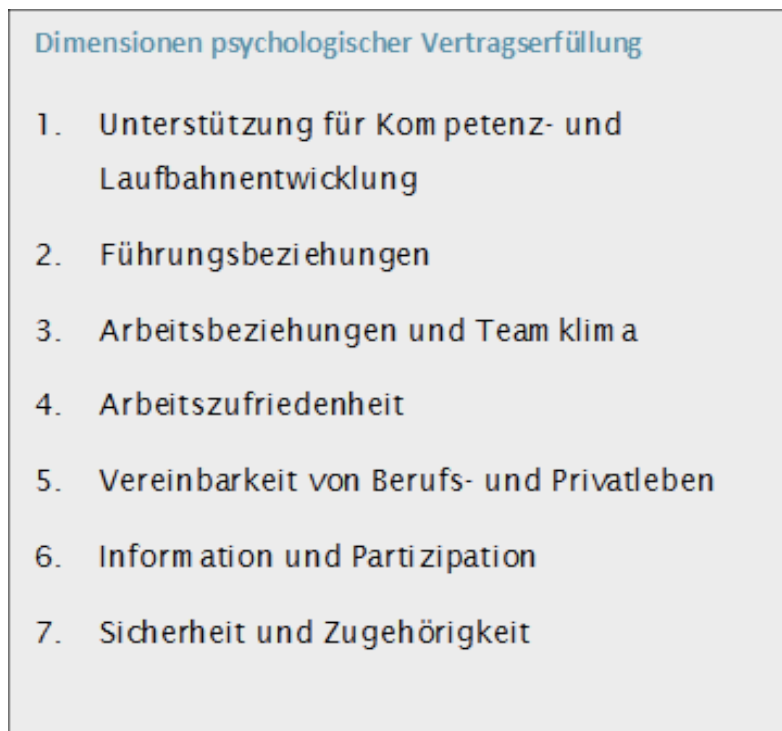 Dimensionen psychologischer Vertragserfüllung
1. Unterstützung für Kompetenz- und
Laufbahnentwicklung
2. Führungsbeziehungen
3. Arbeitsbeziehungen und Teamklima
4. Arbeitszufriedenheit
5. Vereinbarkeit von Berufs- und Privatleben
6. Information und Partizipation
7. Sicherheit und Zugehörigkeit